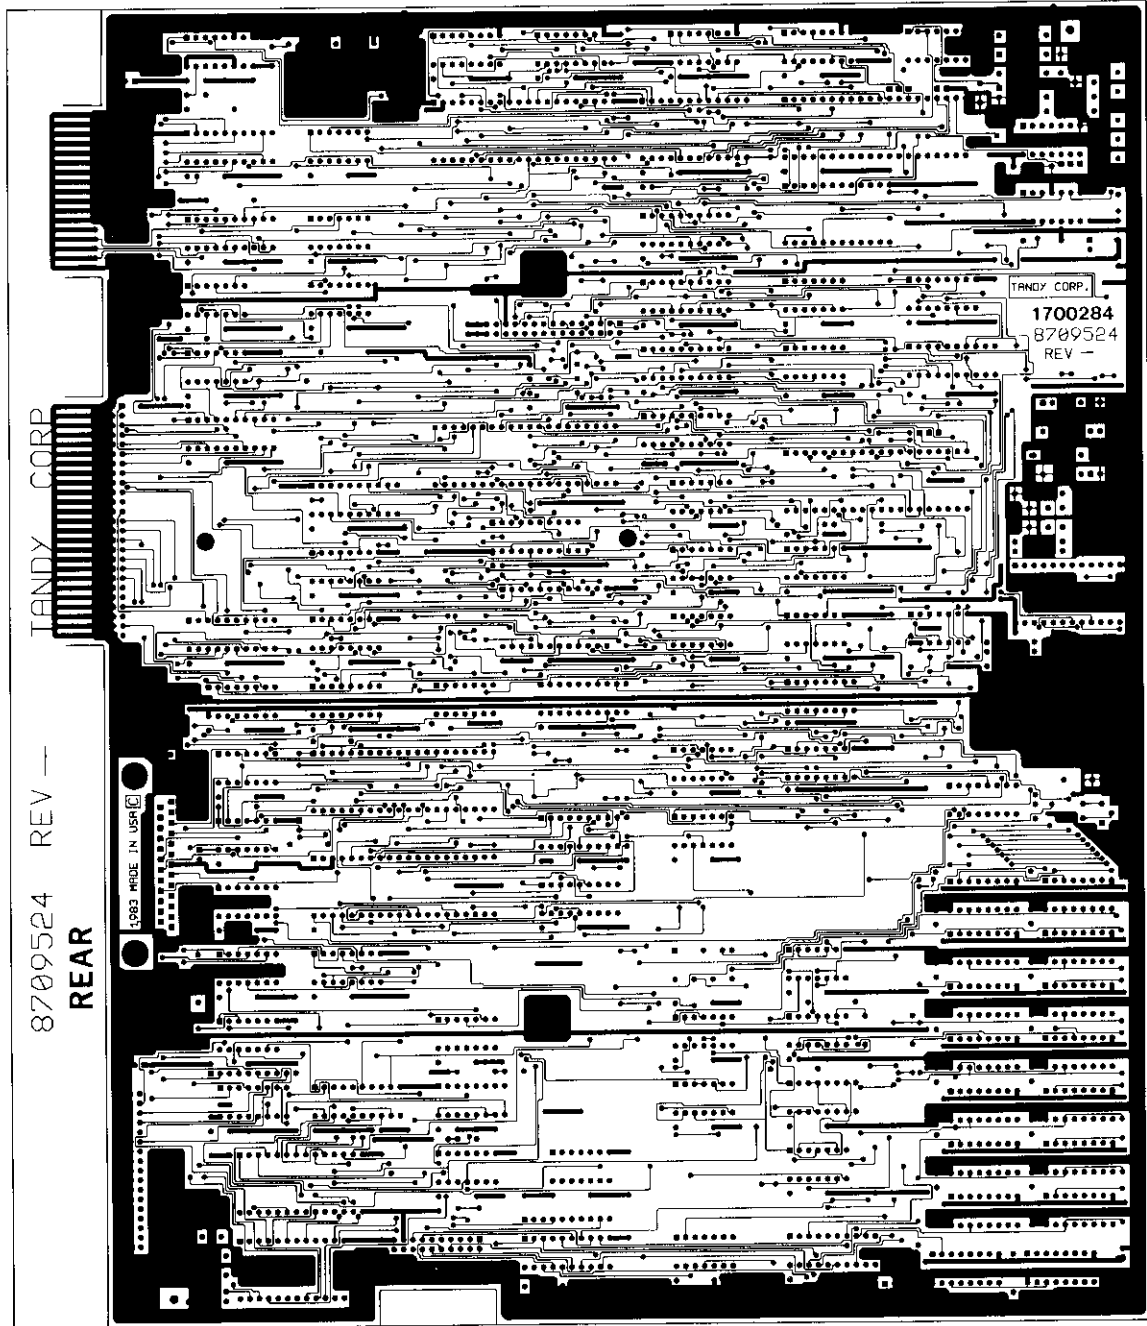 TANDY CORP.
1700284
8709524
REV —
TANDY CORP
8709524 REV —
REAR
1983 MADE IN USA C